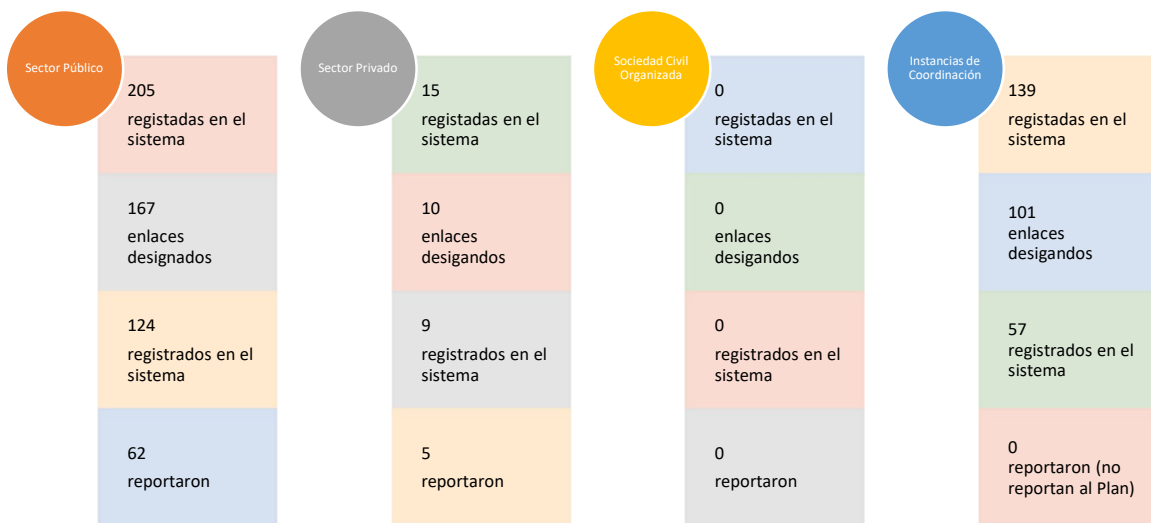 Sector Público
205
registadas en el
sistema
167
enlaces
designados
124
registrados en el
sistema
62
reportaron
Sector Privado
15
registadas en el
sistema
10
enlaces
desigandos
9
registrados en el
sistema
5
reportaron
Sociedad Civil
Organizada
0
registadas en el
sistema
0
enlaces
desigandos
0
registrados en el
sistema
0
reportaron
Instancias de
Coordinación
139
registadas en el
sistema
101
enlaces
desigandos
57
registrados en el
sistema
0
reportaron (no
reportan al Plan)